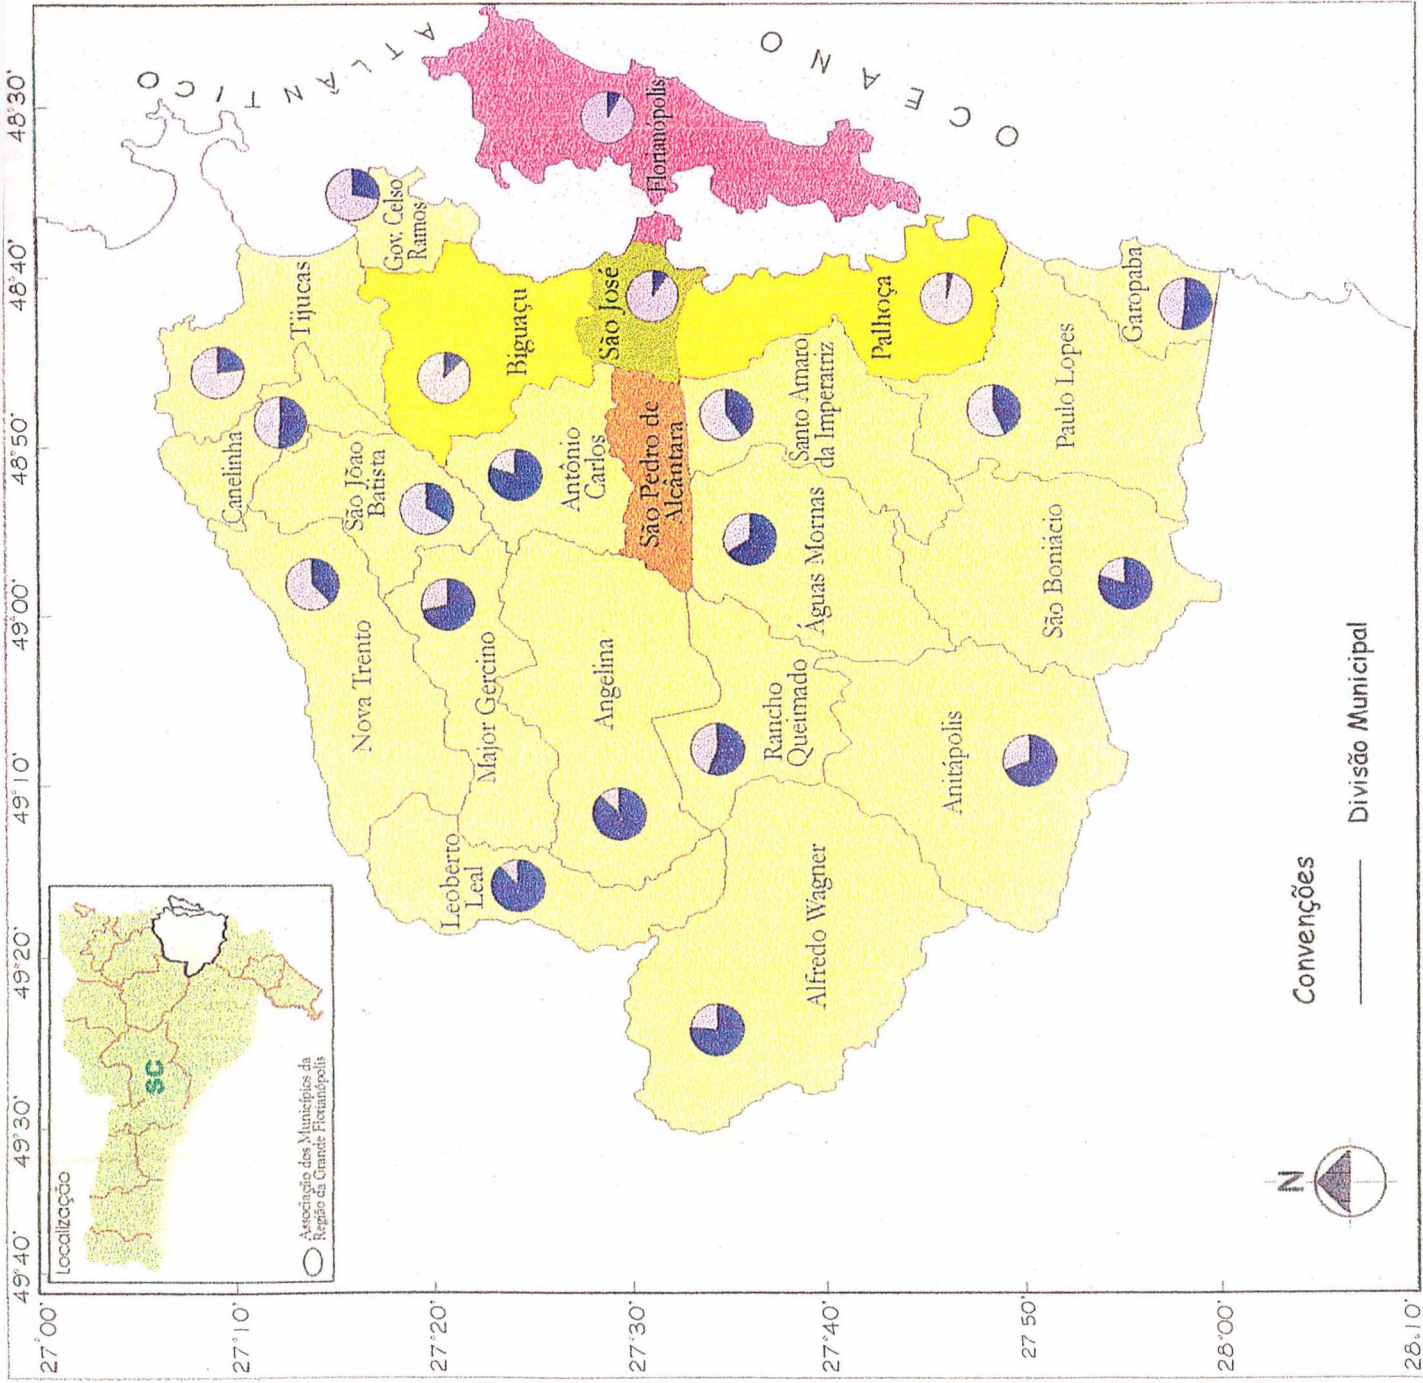 49°40'
49°30'
49°20'
49°10'
49°00'
48°50'
48°40'
48°30'
27°00'
27°10'
27°20'
27°30'
27°40'
27°50'
28°00'
28°10'
Localização
SC
Associação dos Municípios da
Região da Grande Florianópolis
OCEANO
ATLÂNTICO
Tijucas
Canelinha
Gov. Celso
Ramos
São Jõao
Batista
Nova Trento
Biguaçu
Major Gercino
Leoberto
Leal
Antônio
Carlos
Angelina
São José
Florianópolis
São Pedro de
Alcântara
Rancho
Queimado
Águas Mornas
Santo Amaro
da Imperatriz
Alfredo Wagner
Palhoça
Anitápolis
São Boniácio
Paulo Lopes
Garopaba
N
Convenções
Divisão Municipal